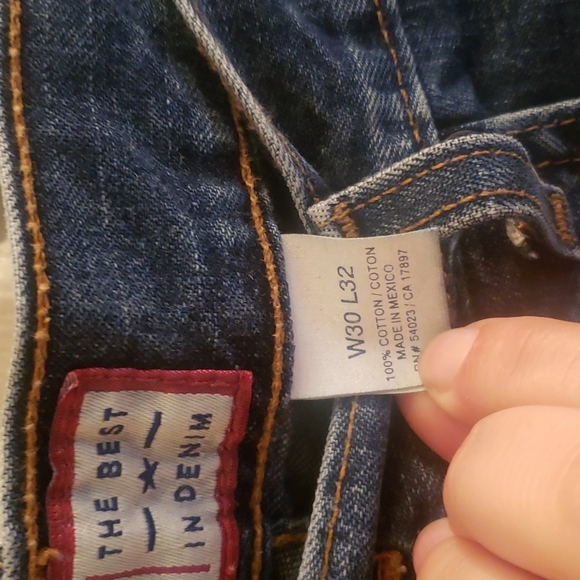 W30 L32
100% COTTON / COTON
MADE IN MEXICO
RN# 54023 / CA 17897
THE BEST
IN DENIM